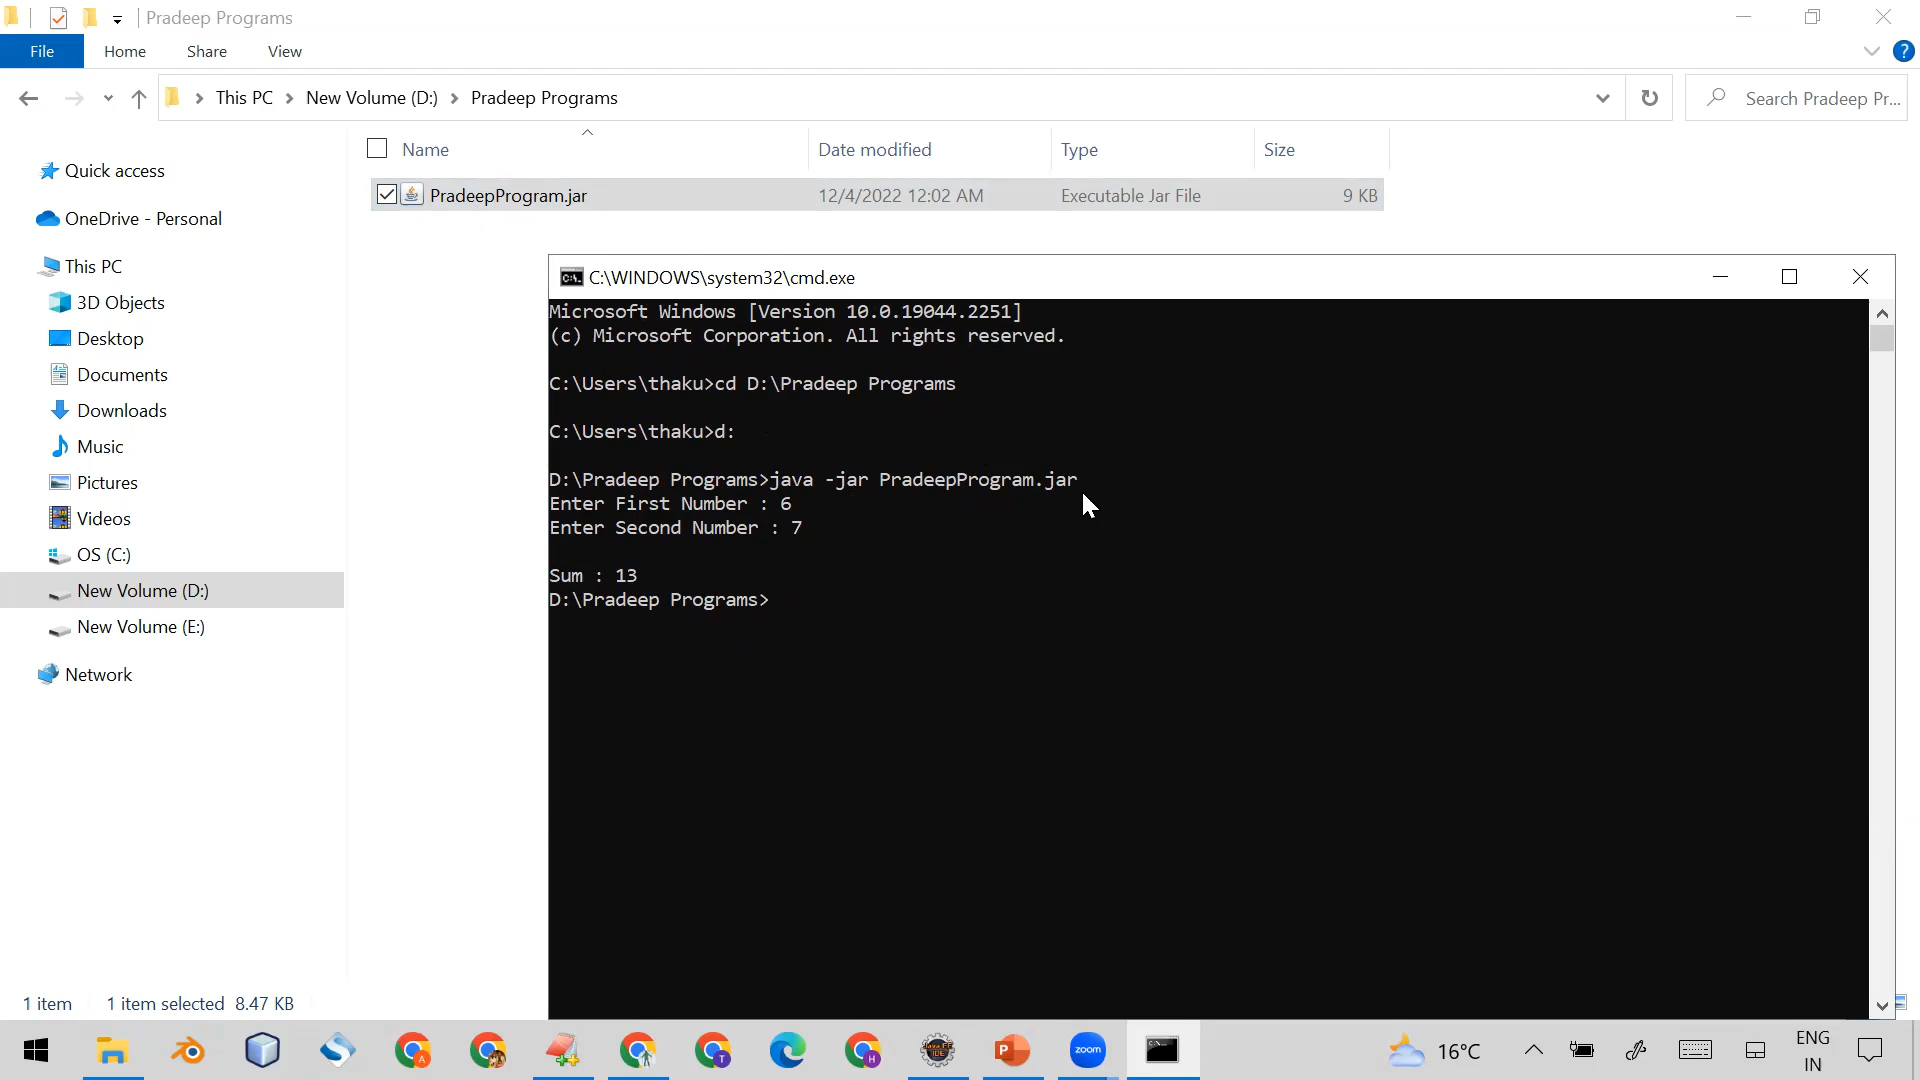 Pradeep Programs
File Home Share View
This PC New Volume (D:) Pradeep Programs
Search Pradeep Pr...
Name Date modified Type Size
PradeepProgram.jar 12/4/2022 12:02 AM Executable Jar File 9 KB
Quick access
OneDrive - Personal
This PC
3D Objects
Desktop
Documents
Downloads
Music
Pictures
Videos
OS (C:)
New Volume (D:)
New Volume (E:)
Network
C:\WINDOWS\system32\cmd.exe
Microsoft Windows [Version 10.0.19044.2251]
(c) Microsoft Corporation. All rights reserved.
C:\Users\thaku>cd D:\Pradeep Programs
C:\Users\thaku>d:
D:\Pradeep Programs>java -jar PradeepProgram.jar
Enter First Number : 6
Enter Second Number : 7
Sum : 13
D:\Pradeep Programs>
1 item 1 item selected 8.47 KB
A
T
H
Java EE
IDE
P
zoom
16°C
ENG
IN